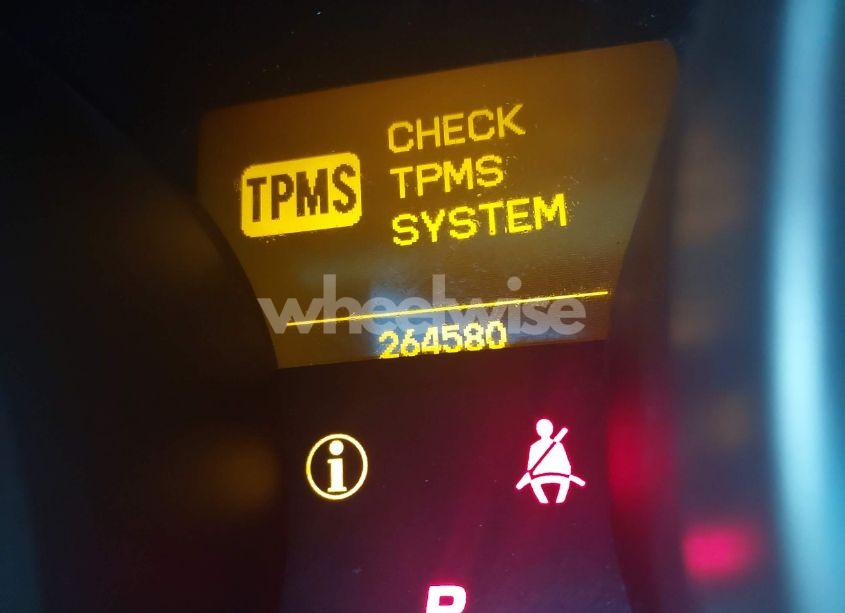 TPMS
CHECK
TPMS
SYSTEM
wheelwise
264580